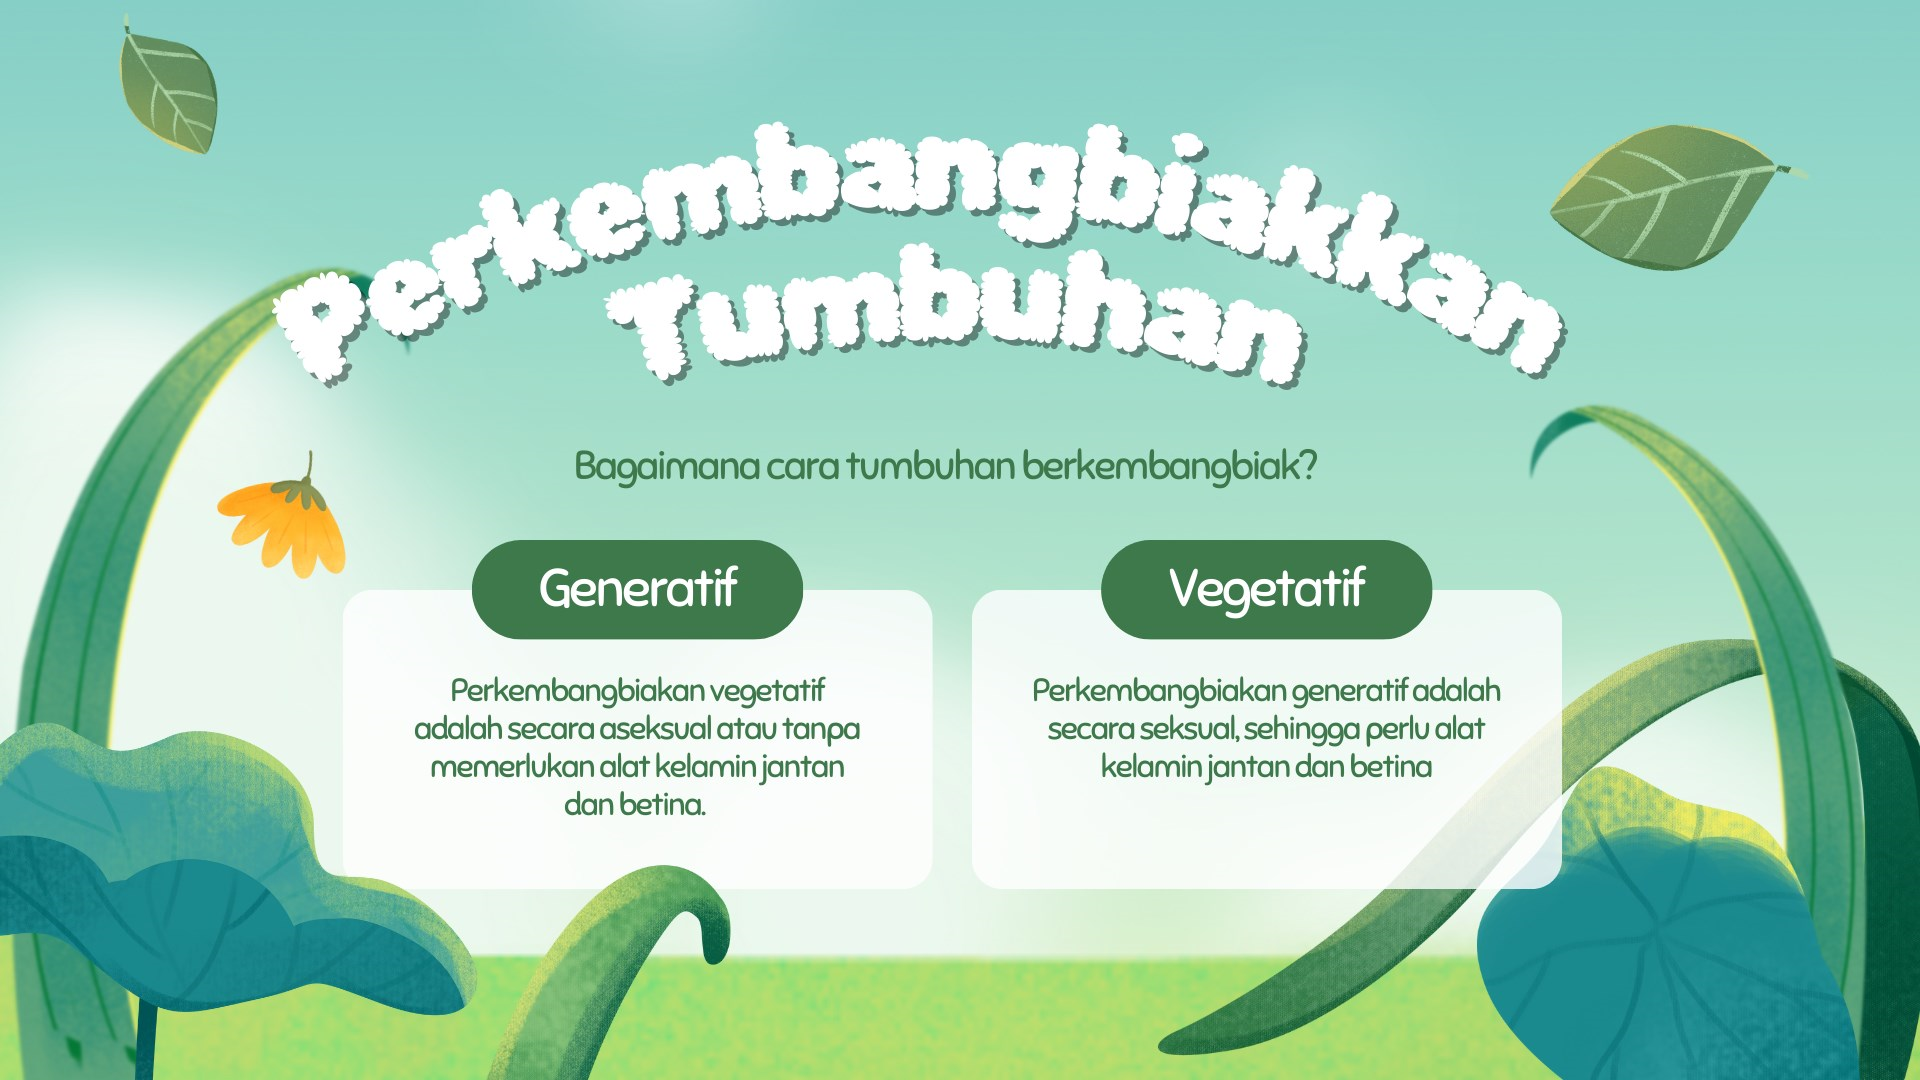 Perkembangbiakkan
Tumbuhan
Bagaimana cara tumbuhan berkembangbiak?
Generatif
Perkembangbiakan vegetatif
adalah secara aseksual atau tanpa
memerlukan alat kelamin jantan
dan betina.
Vegetatif
Perkembangbiakan generatif adalah
secara seksual, sehingga perlu alat
kelamin jantan dan betina